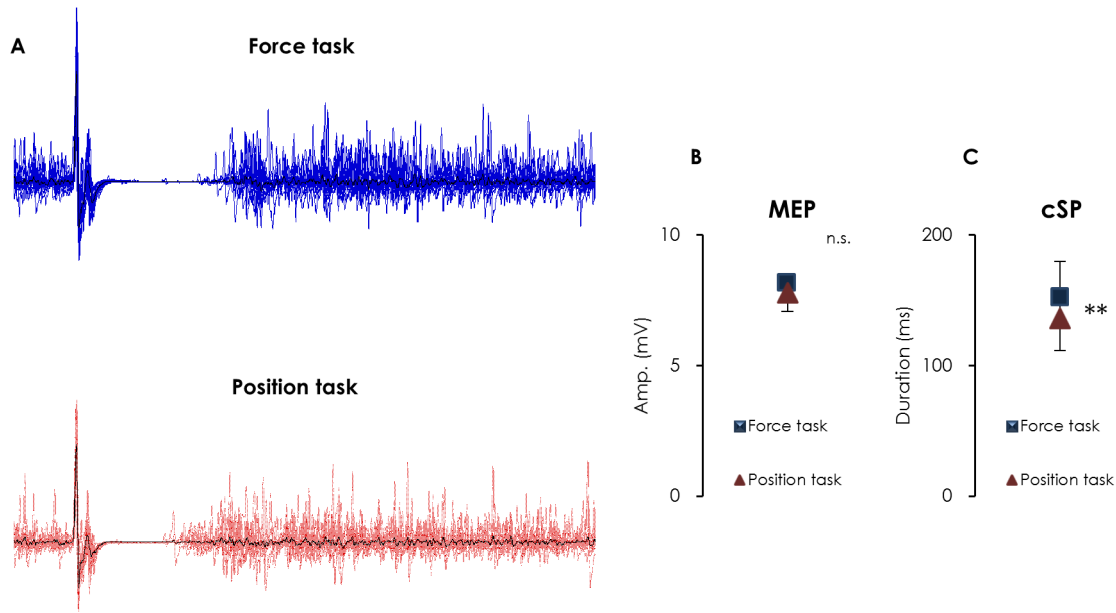 A
Force task
Position task
B
MEP
n.s.
10
5
0
Amp. (mV)
Force task
Position task
C
cSP
200
100
0
Duration (ms)
**
Force task
Position task